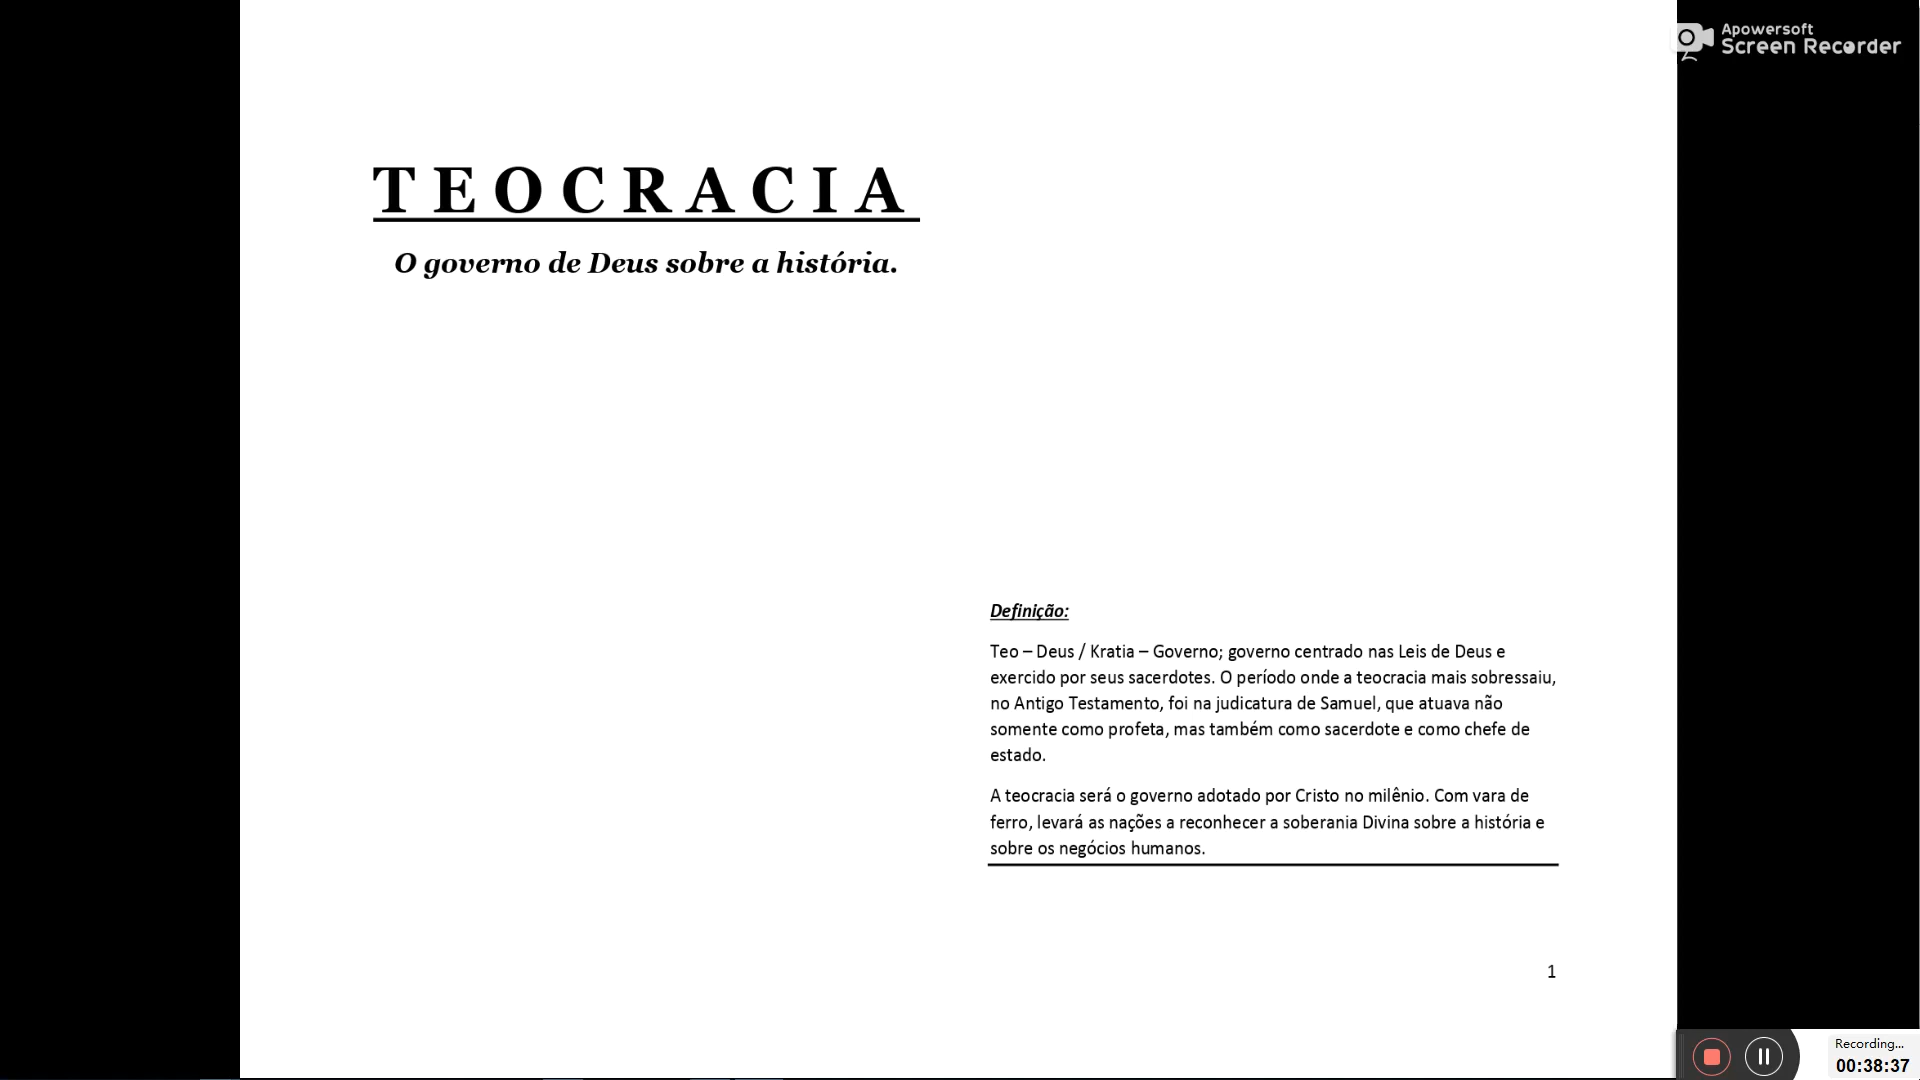 Apowersoft
Screen Recorder
TEOCRACIA
O governo de Deus sobre a história.
Definição:
Teo – Deus / Kratia – Governo; governo centrado nas Leis de Deus e
exercido por seus sacerdotes. O período onde a teocracia mais sobressaiu,
no Antigo Testamento, foi na judicatura de Samuel, que atuava não
somente como profeta, mas também como sacerdote e como chefe de
estado.
A teocracia será o governo adotado por Cristo no milênio. Com vara de
ferro, levará as nações a reconhecer a soberania Divina sobre a história e
sobre os negócios humanos.
1
Recording...
00:38:37